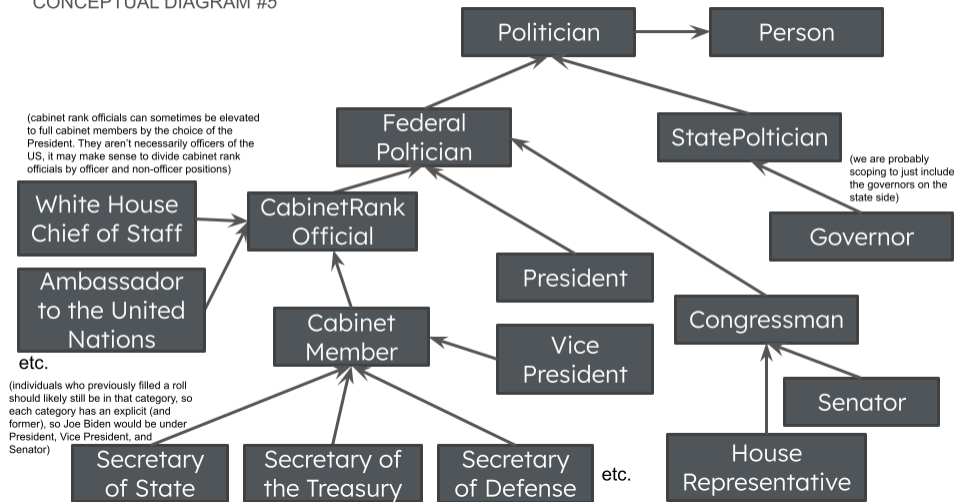 CONCEPTUAL DIAGRAM #5
Politician
Person
(cabinet rank officials can sometimes be elevated
to full cabinet members by the choice of the
President. They aren't necessarily officers of the
US, it may make sense to divide cabinet rank
officials by officer and non-officer positions)
Federal
Poltician
StatePoltician
(we are probably
scoping to just include
the governors on the
state side)
White House
Chief of Staff
CabinetRank
Official
Governor
Ambassador
to the United
Nations
President
Cabinet
Member
Congressman
Vice
President
etc.
(individuals who previously filled a roll
should likely still be in that category, so
each category has an explicit (and
former), so Joe Biden would be under
President, Vice President, and
Senator)
Senator
Secretary
of State
Secretary of
the Treasury
Secretary
of Defense
etc.
House
Representative